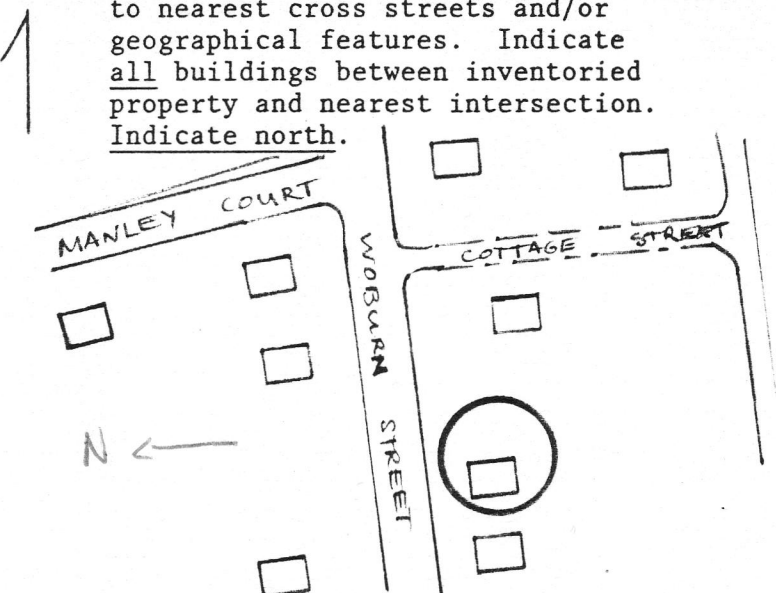 to nearest cross streets and/or
geographical features. Indicate
all buildings between inventoried
property and nearest intersection.
Indicate north.
MANLEY COURT
WOBURN STREET
COTTAGE STREET
N